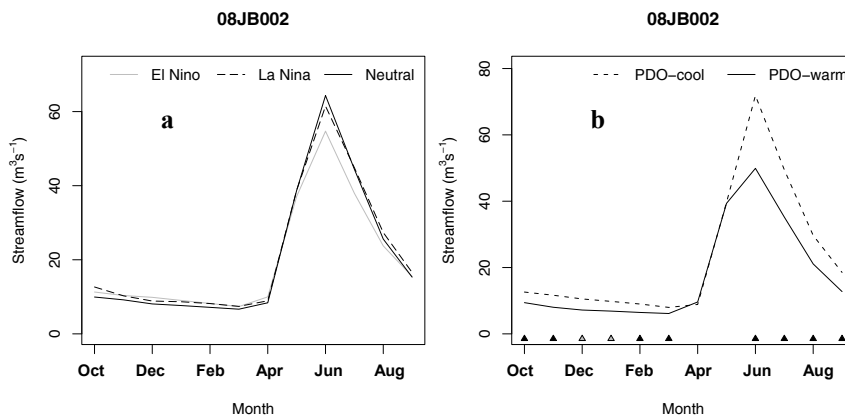 08JB002
El Nino La Nina Neutral
a
Streamflow (m³s⁻¹)
60
40
20
0
Oct Dec Feb Apr Jun Aug
Month
08JB002
PDO−cool PDO−warm
b
Streamflow (m³s⁻¹)
80
60
40
20
0
Oct Dec Feb Apr Jun Aug
Month